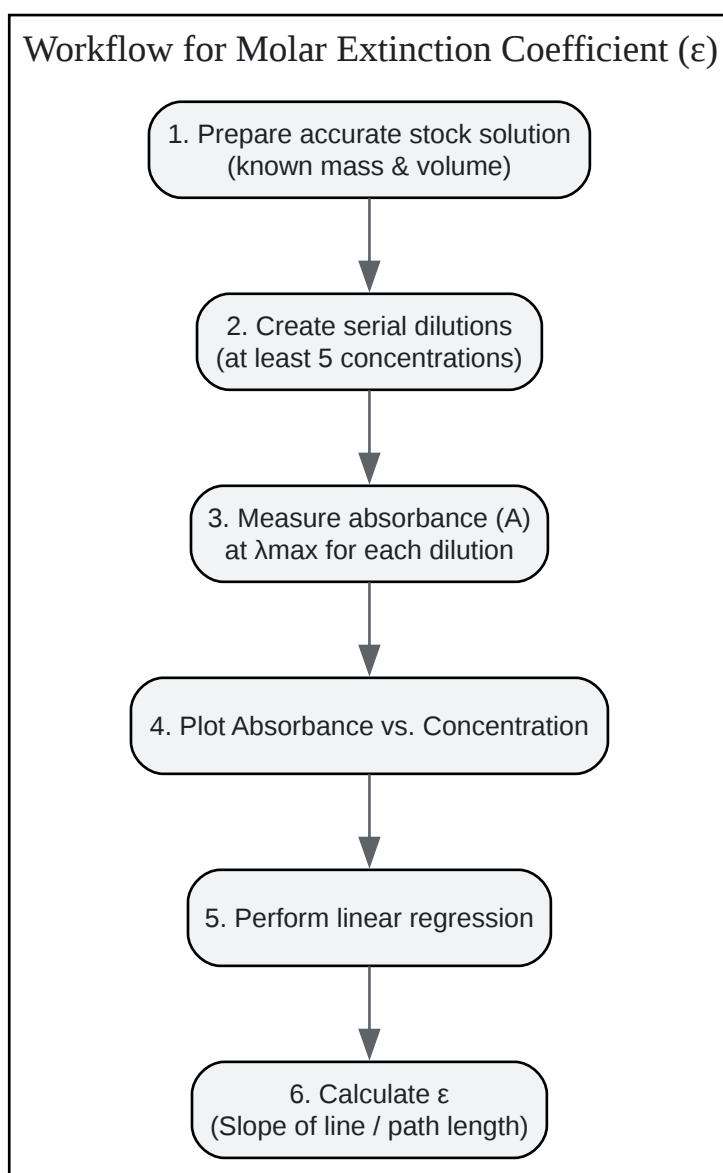 Workflow for Molar Extinction Coefficient (ε)
1. Prepare accurate stock solution
(known mass & volume)
2. Create serial dilutions
(at least 5 concentrations)
3. Measure absorbance (A)
at λmax for each dilution
4. Plot Absorbance vs. Concentration
5. Perform linear regression
6. Calculate ε
(Slope of line / path length)